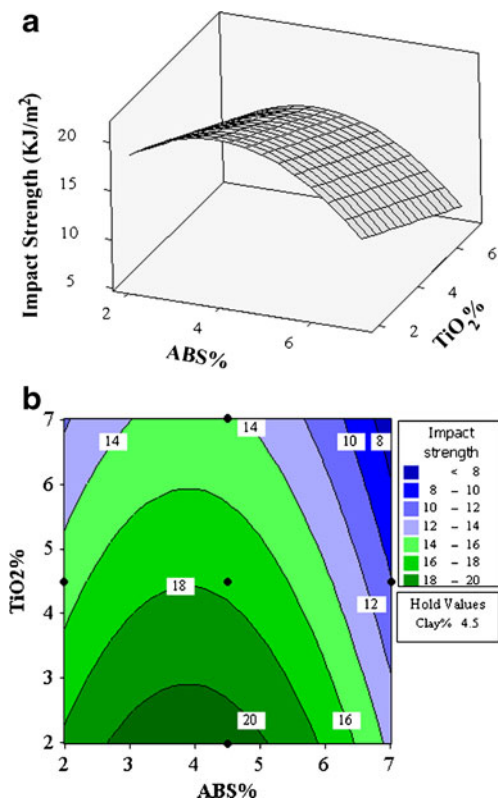 a
Impact Strength (KJ/m²)
20
15
10
5
2
4
6
ABS%
2
4
6
TiO₂%
b
TiO2%
7
6
5
4
3
2
2 3 4 5 6 7
ABS%
14
14
10
8
18
12
20
16
Impact
strength
< 8
8 – 10
10 – 12
12 – 14
14 – 16
16 – 18
18 – 20
Hold Values
Clay% 4.5